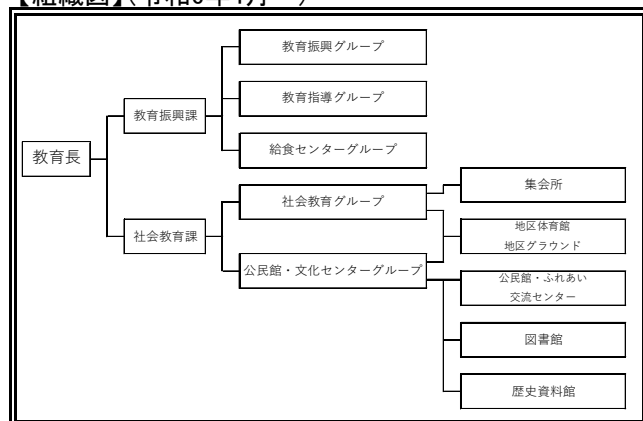 教育振興グループ
教育指導グループ
給食センターグループ
教育振興課
教育長
社会教育課
社会教育グループ
公民館・文化センターグループ
集会所
地区体育館
地区グラウンド
公民館・ふれあい
交流センター
図書館
歴史資料館